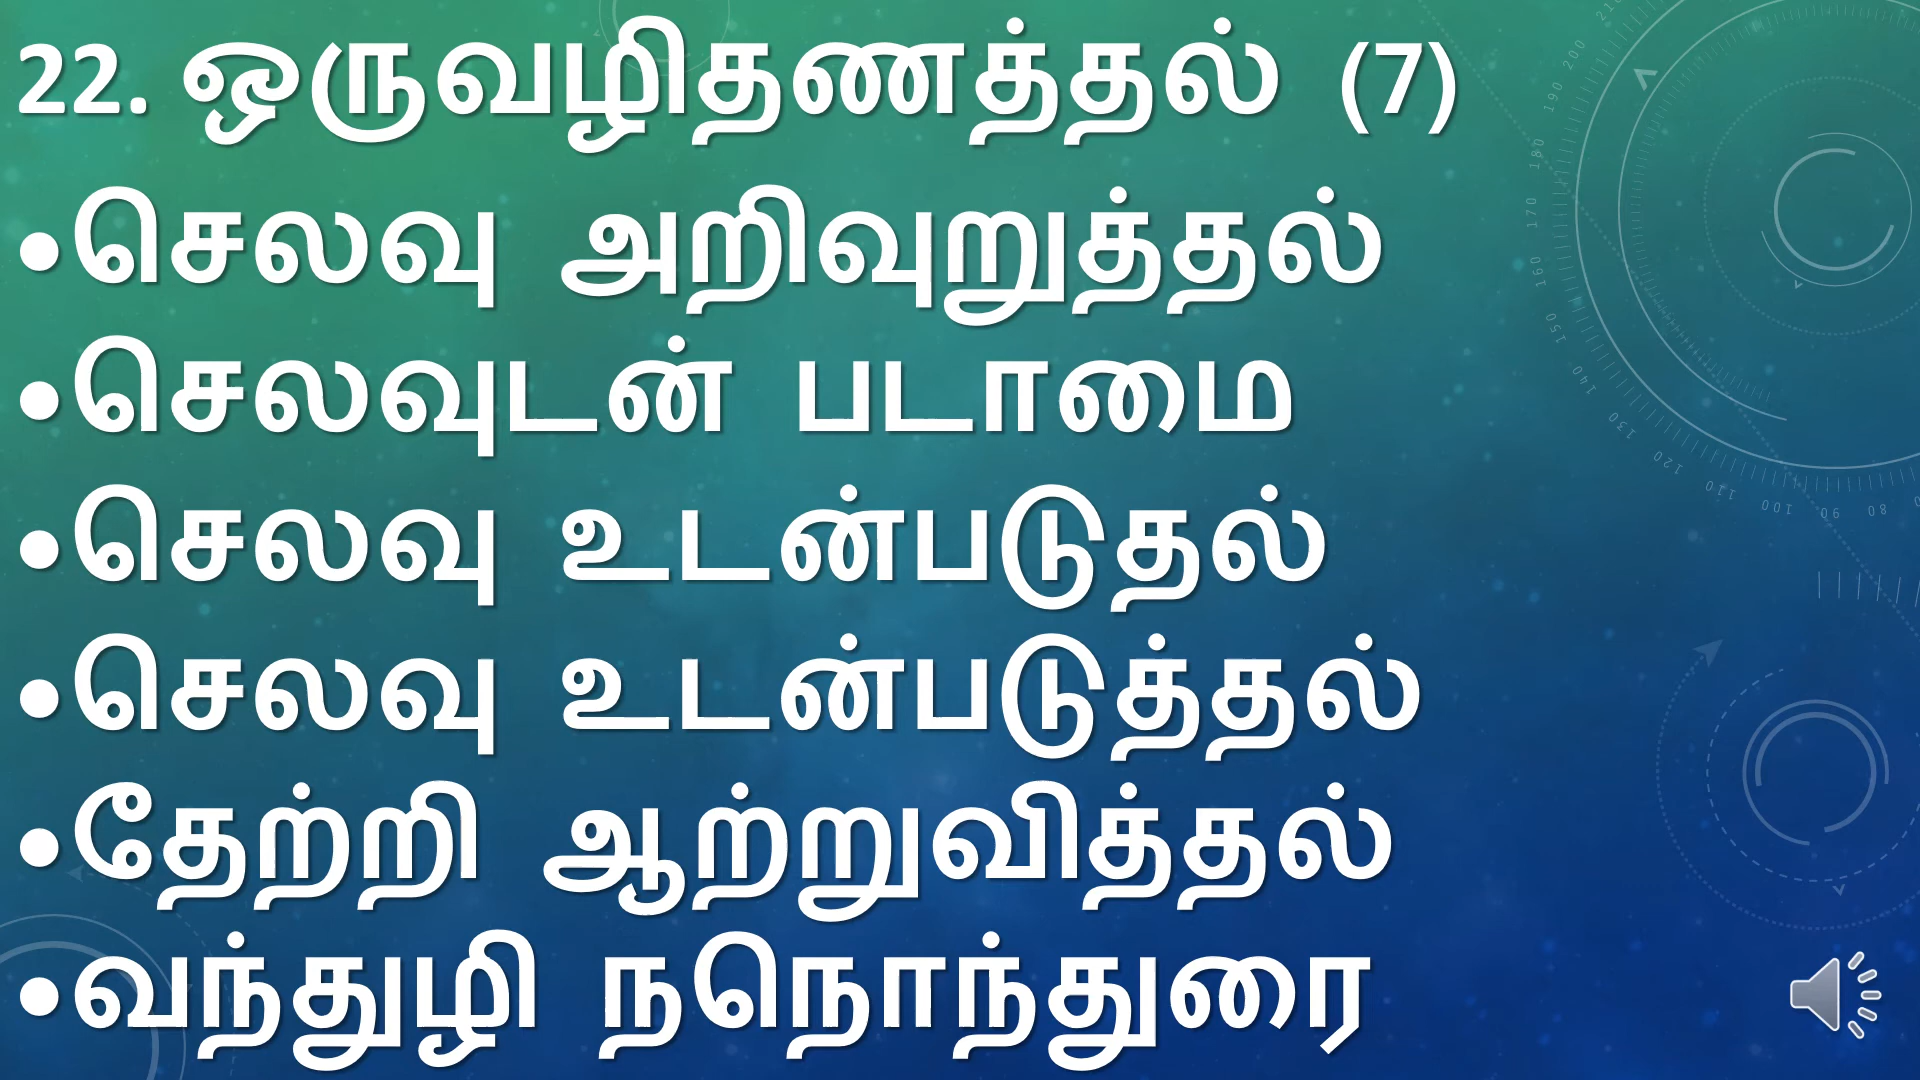 22. ஒருவழிதணத்தல் (7)
•செலவு அறிவுறுத்தல்
•செலவுடன் படாமை
•செலவு உடன்படுதல்
•செலவு உடன்படுத்தல்
•தேற்றி ஆற்றுவித்தல்
•வந்துழி நநொந்துரை